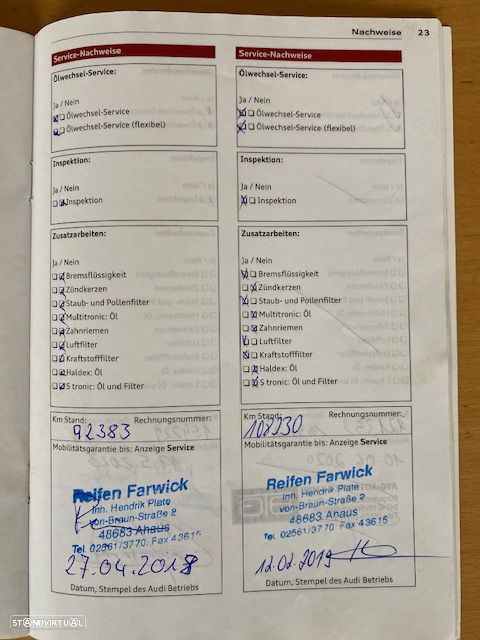 Nachweise 23
Service-Nachweise
Ölwechsel-Service:
Ja / Nein
Ölwechsel-Service
Ölwechsel-Service (flexibel)
Inspektion:
Ja / Nein
Inspektion
Zusatzarbeiten:
Ja / Nein
Bremsflüssigkeit
Zündkerzen
Staub- und Pollenfilter
Multitronic: Öl
Zahnriemen
Luftfilter
Kraftstofffilter
Haldex: Öl
S tronic: Öl und Filter
Km Stand: Rechnungsnummer:
92383
Mobilitätsgarantie bis: Anzeige Service
Reifen Farwick
Inh. Hendrik Plate
von-Braun-Straße 2
48683 Ahaus
Tel. 02561/3770, Fax 43615
27.04.2018
Datum, Stempel des Audi Betriebs
Service-Nachweise
Ölwechsel-Service:
Ja / Nein
Ölwechsel-Service
Ölwechsel-Service (flexibel)
Inspektion:
Ja / Nein
Inspektion
Zusatzarbeiten:
Ja / Nein
Bremsflüssigkeit
Zündkerzen
Staub- und Pollenfilter
Multitronic: Öl
Zahnriemen
Luftfilter
Kraftstofffilter
Haldex: Öl
S tronic: Öl und Filter
Km Stand: Rechnungsnummer:
Mobilitätsgarantie bis: Anzeige Service
Reifen Farwick
Inh. Hendrik Plate
von-Braun-Straße 2
48683 Ahaus
Tel. 02561/3770, Fax 43615
12.02.2019
Datum, Stempel des Audi Betriebs
STANDVIRTUAL